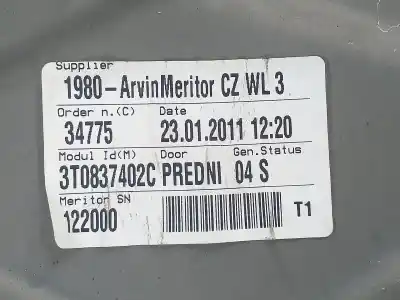 Supplier
1980-ArvinMeritor CZ WL 3
Order n.(C) Date
34775 23.01.2011 12:20
Modul Id(M) Door Gen.Status
3T0837402C PREDNI 04 S
Meritor SN
122000 T1